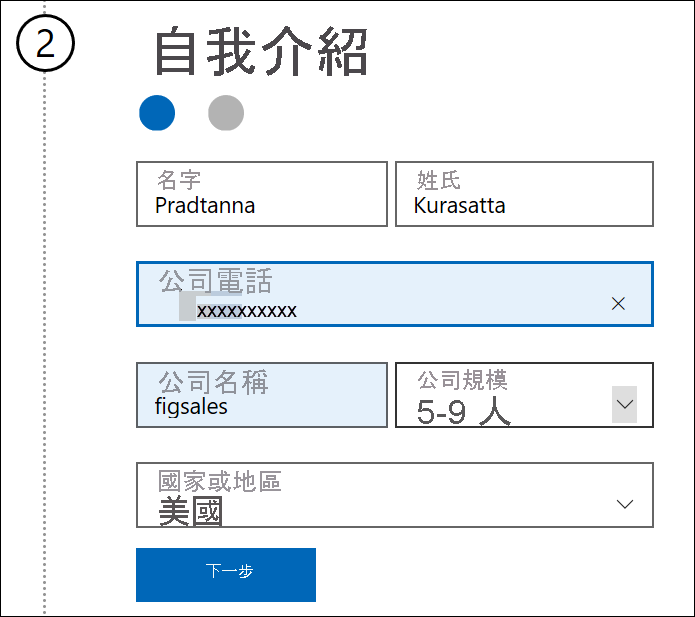 2
自我介紹
名字
Pradtanna
姓氏
Kurasatta
公司電話
xxxxxxxxxx
公司名稱
figsales
公司規模
5-9 人
國家或地區
美國
下一步